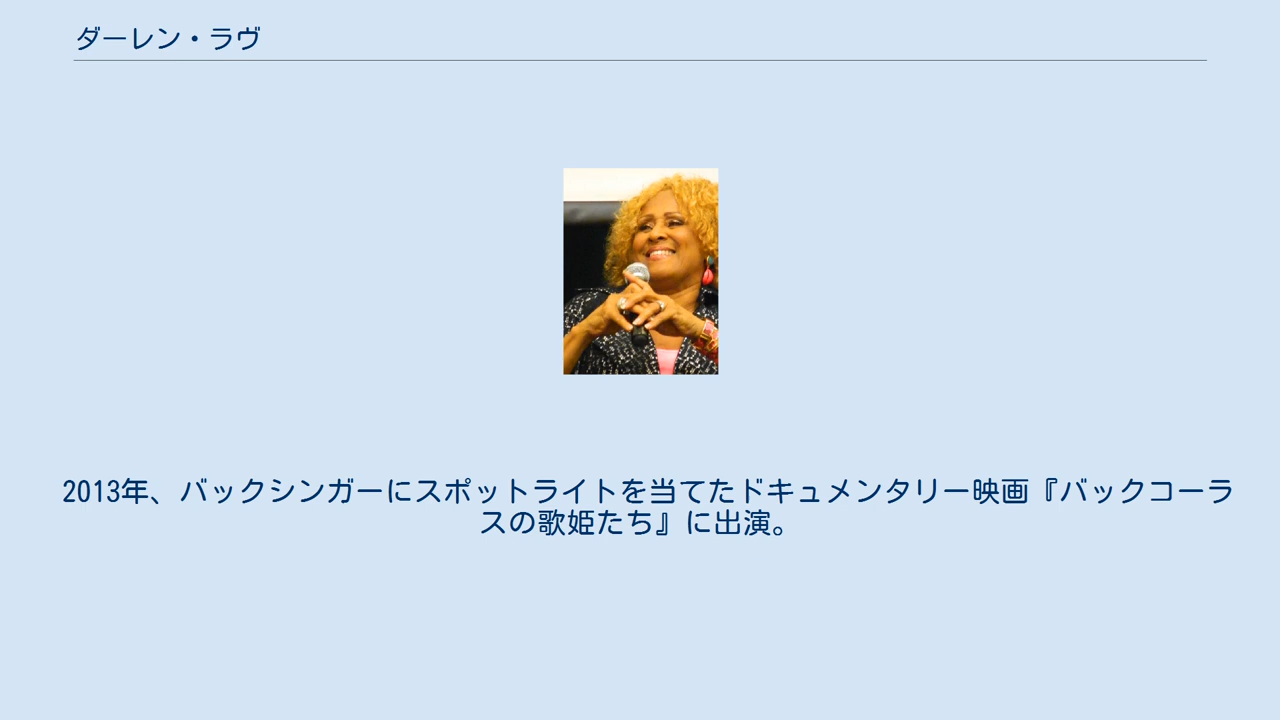 ダーレン・ラヴ
2013年、バックシンガーにスポットライトを当てたドキュメンタリー映画『バックコーラ
スの歌姫たち』に出演。